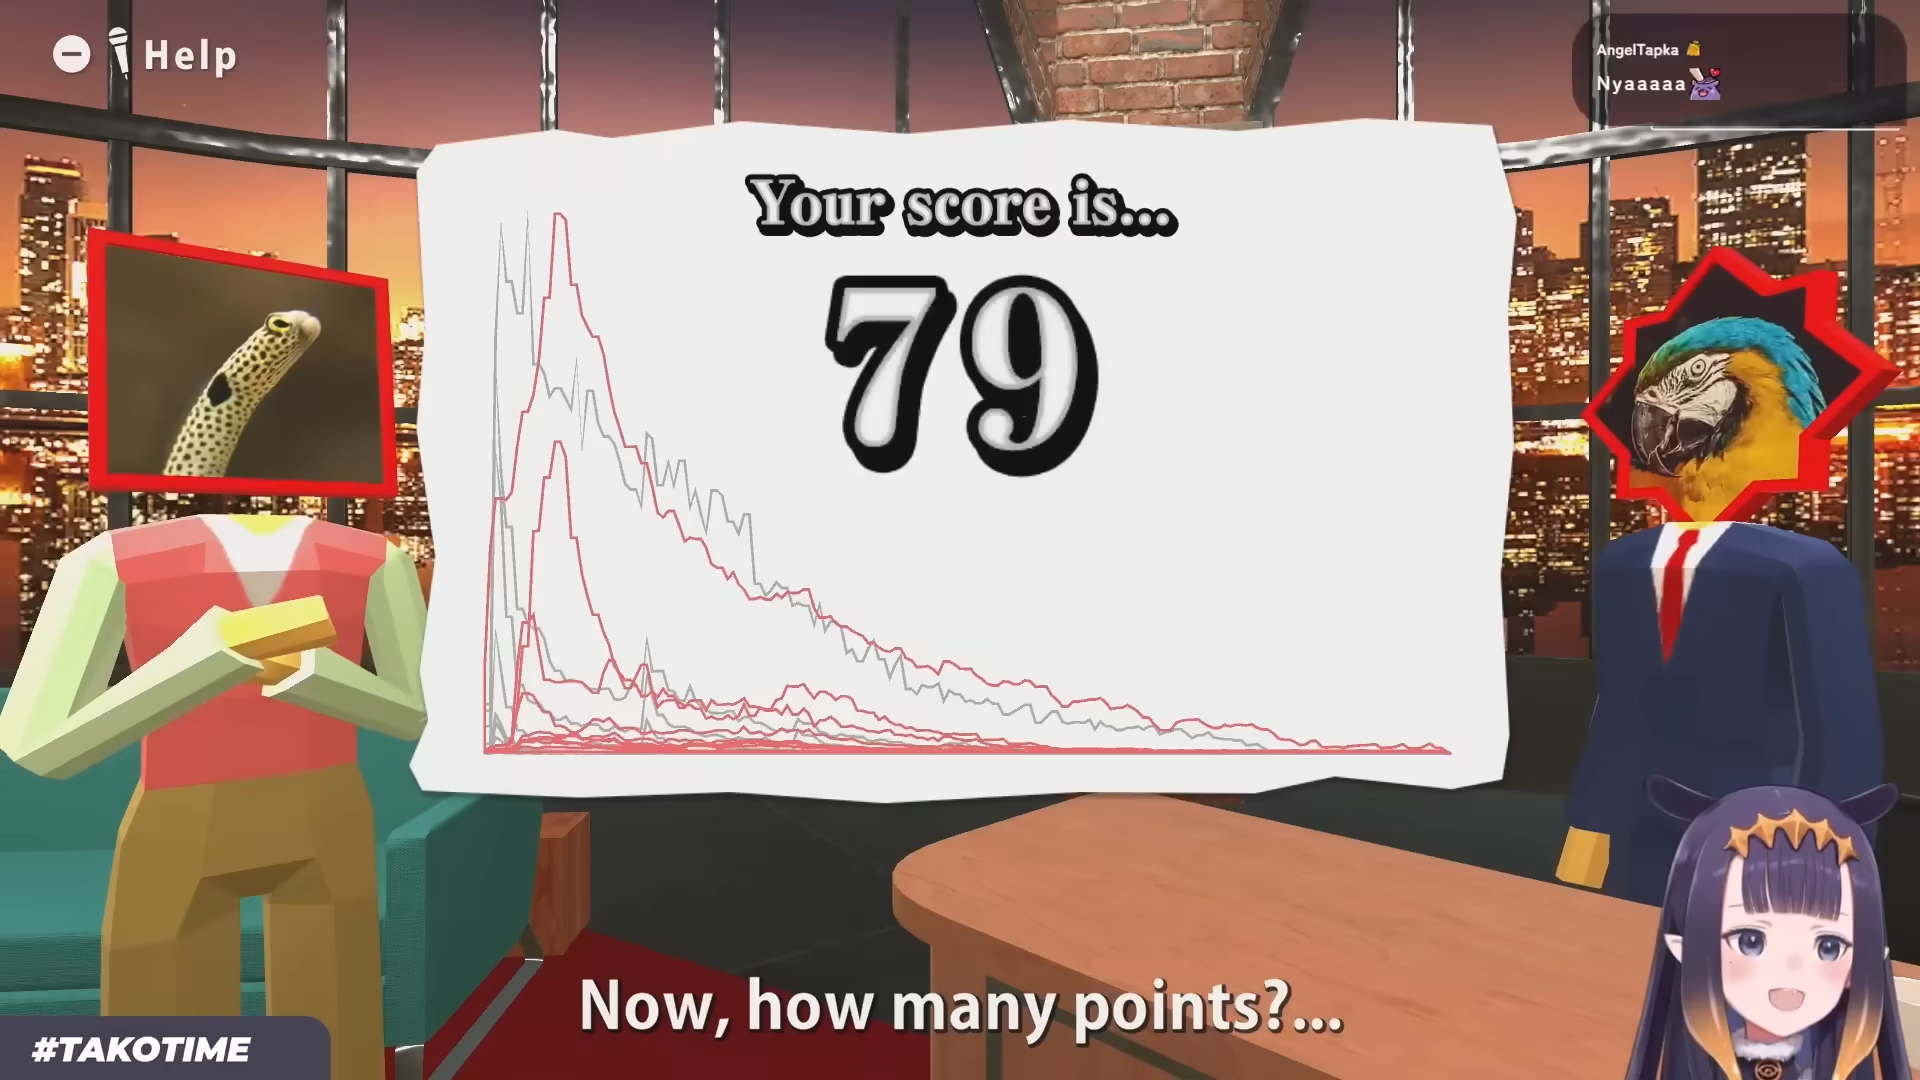 Help
AngelTapka
Nyaaaaa
Your score is...
79
Now, how many points?...
#TAKOTIME